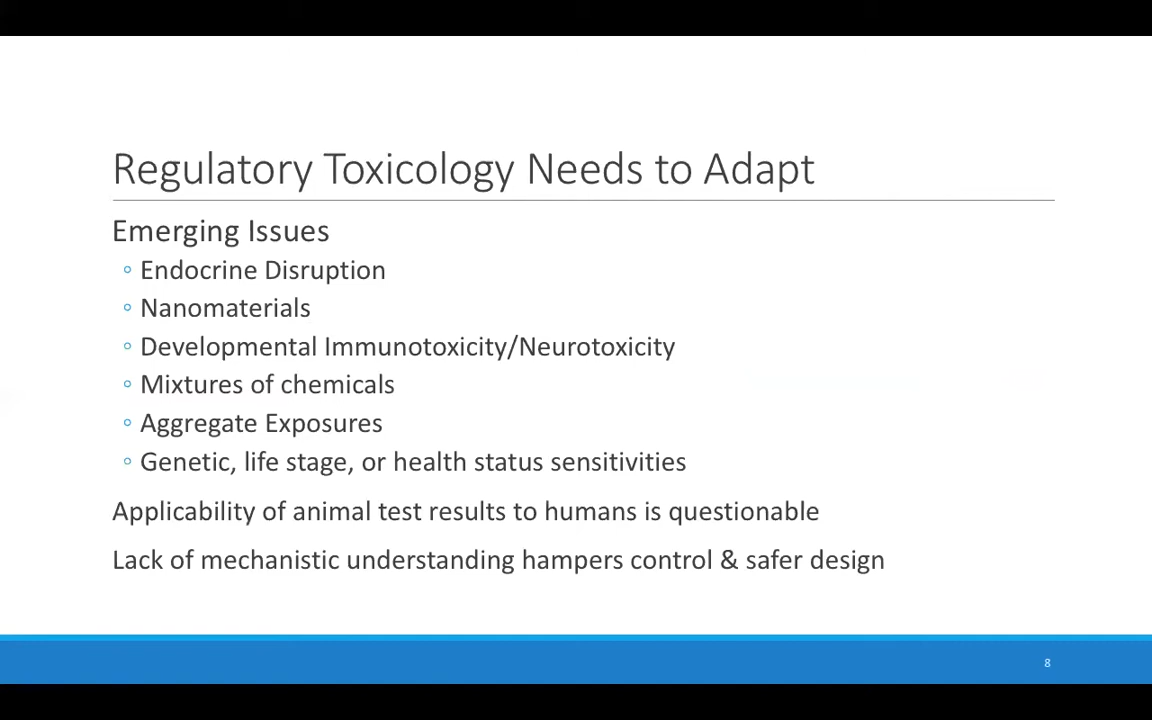 Regulatory Toxicology Needs to Adapt
Emerging Issues
◦ Endocrine Disruption
◦ Nanomaterials
◦ Developmental Immunotoxicity/Neurotoxicity
◦ Mixtures of chemicals
◦ Aggregate Exposures
◦ Genetic, life stage, or health status sensitivities
Applicability of animal test results to humans is questionable
Lack of mechanistic understanding hampers control & safer design
8